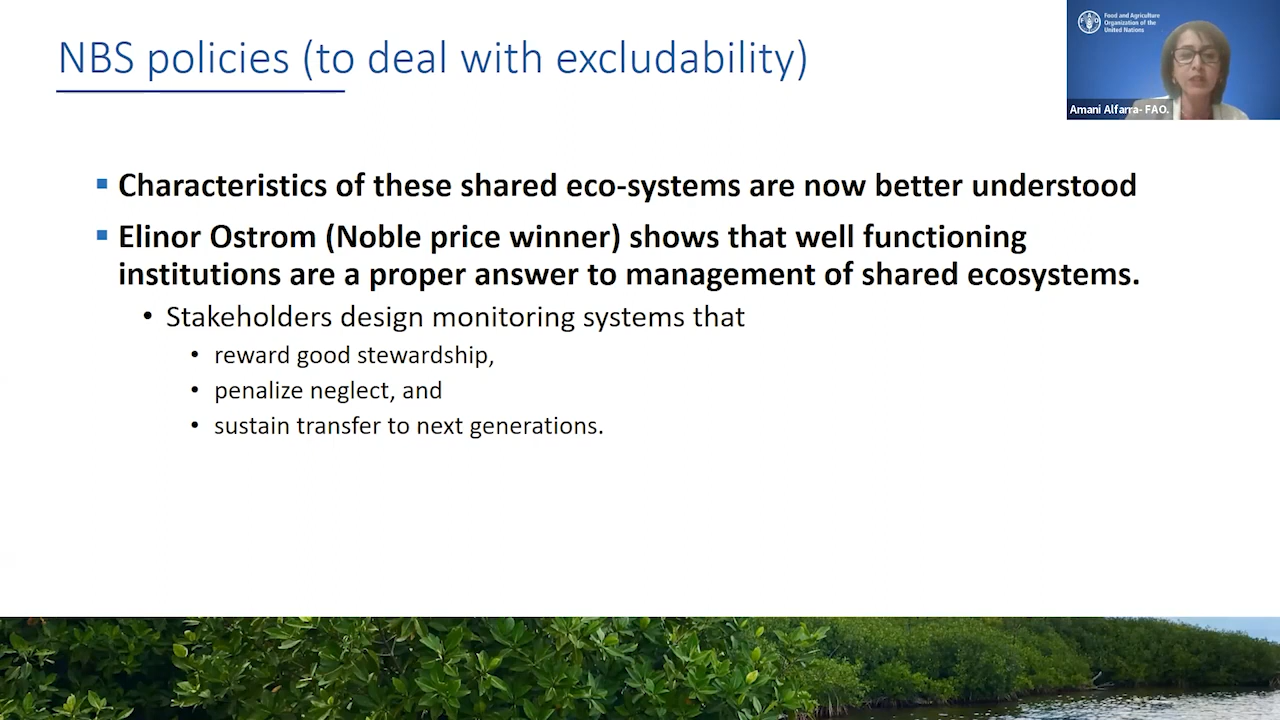 NBS policies (to deal with excludability)
Food and Agriculture
Organization of the
United Nations
Amani Alfarra- FAO.
Characteristics of these shared eco-systems are now better understood
Elinor Ostrom (Noble price winner) shows that well functioning
institutions are a proper answer to management of shared ecosystems.
Stakeholders design monitoring systems that
reward good stewardship,
penalize neglect, and
sustain transfer to next generations.